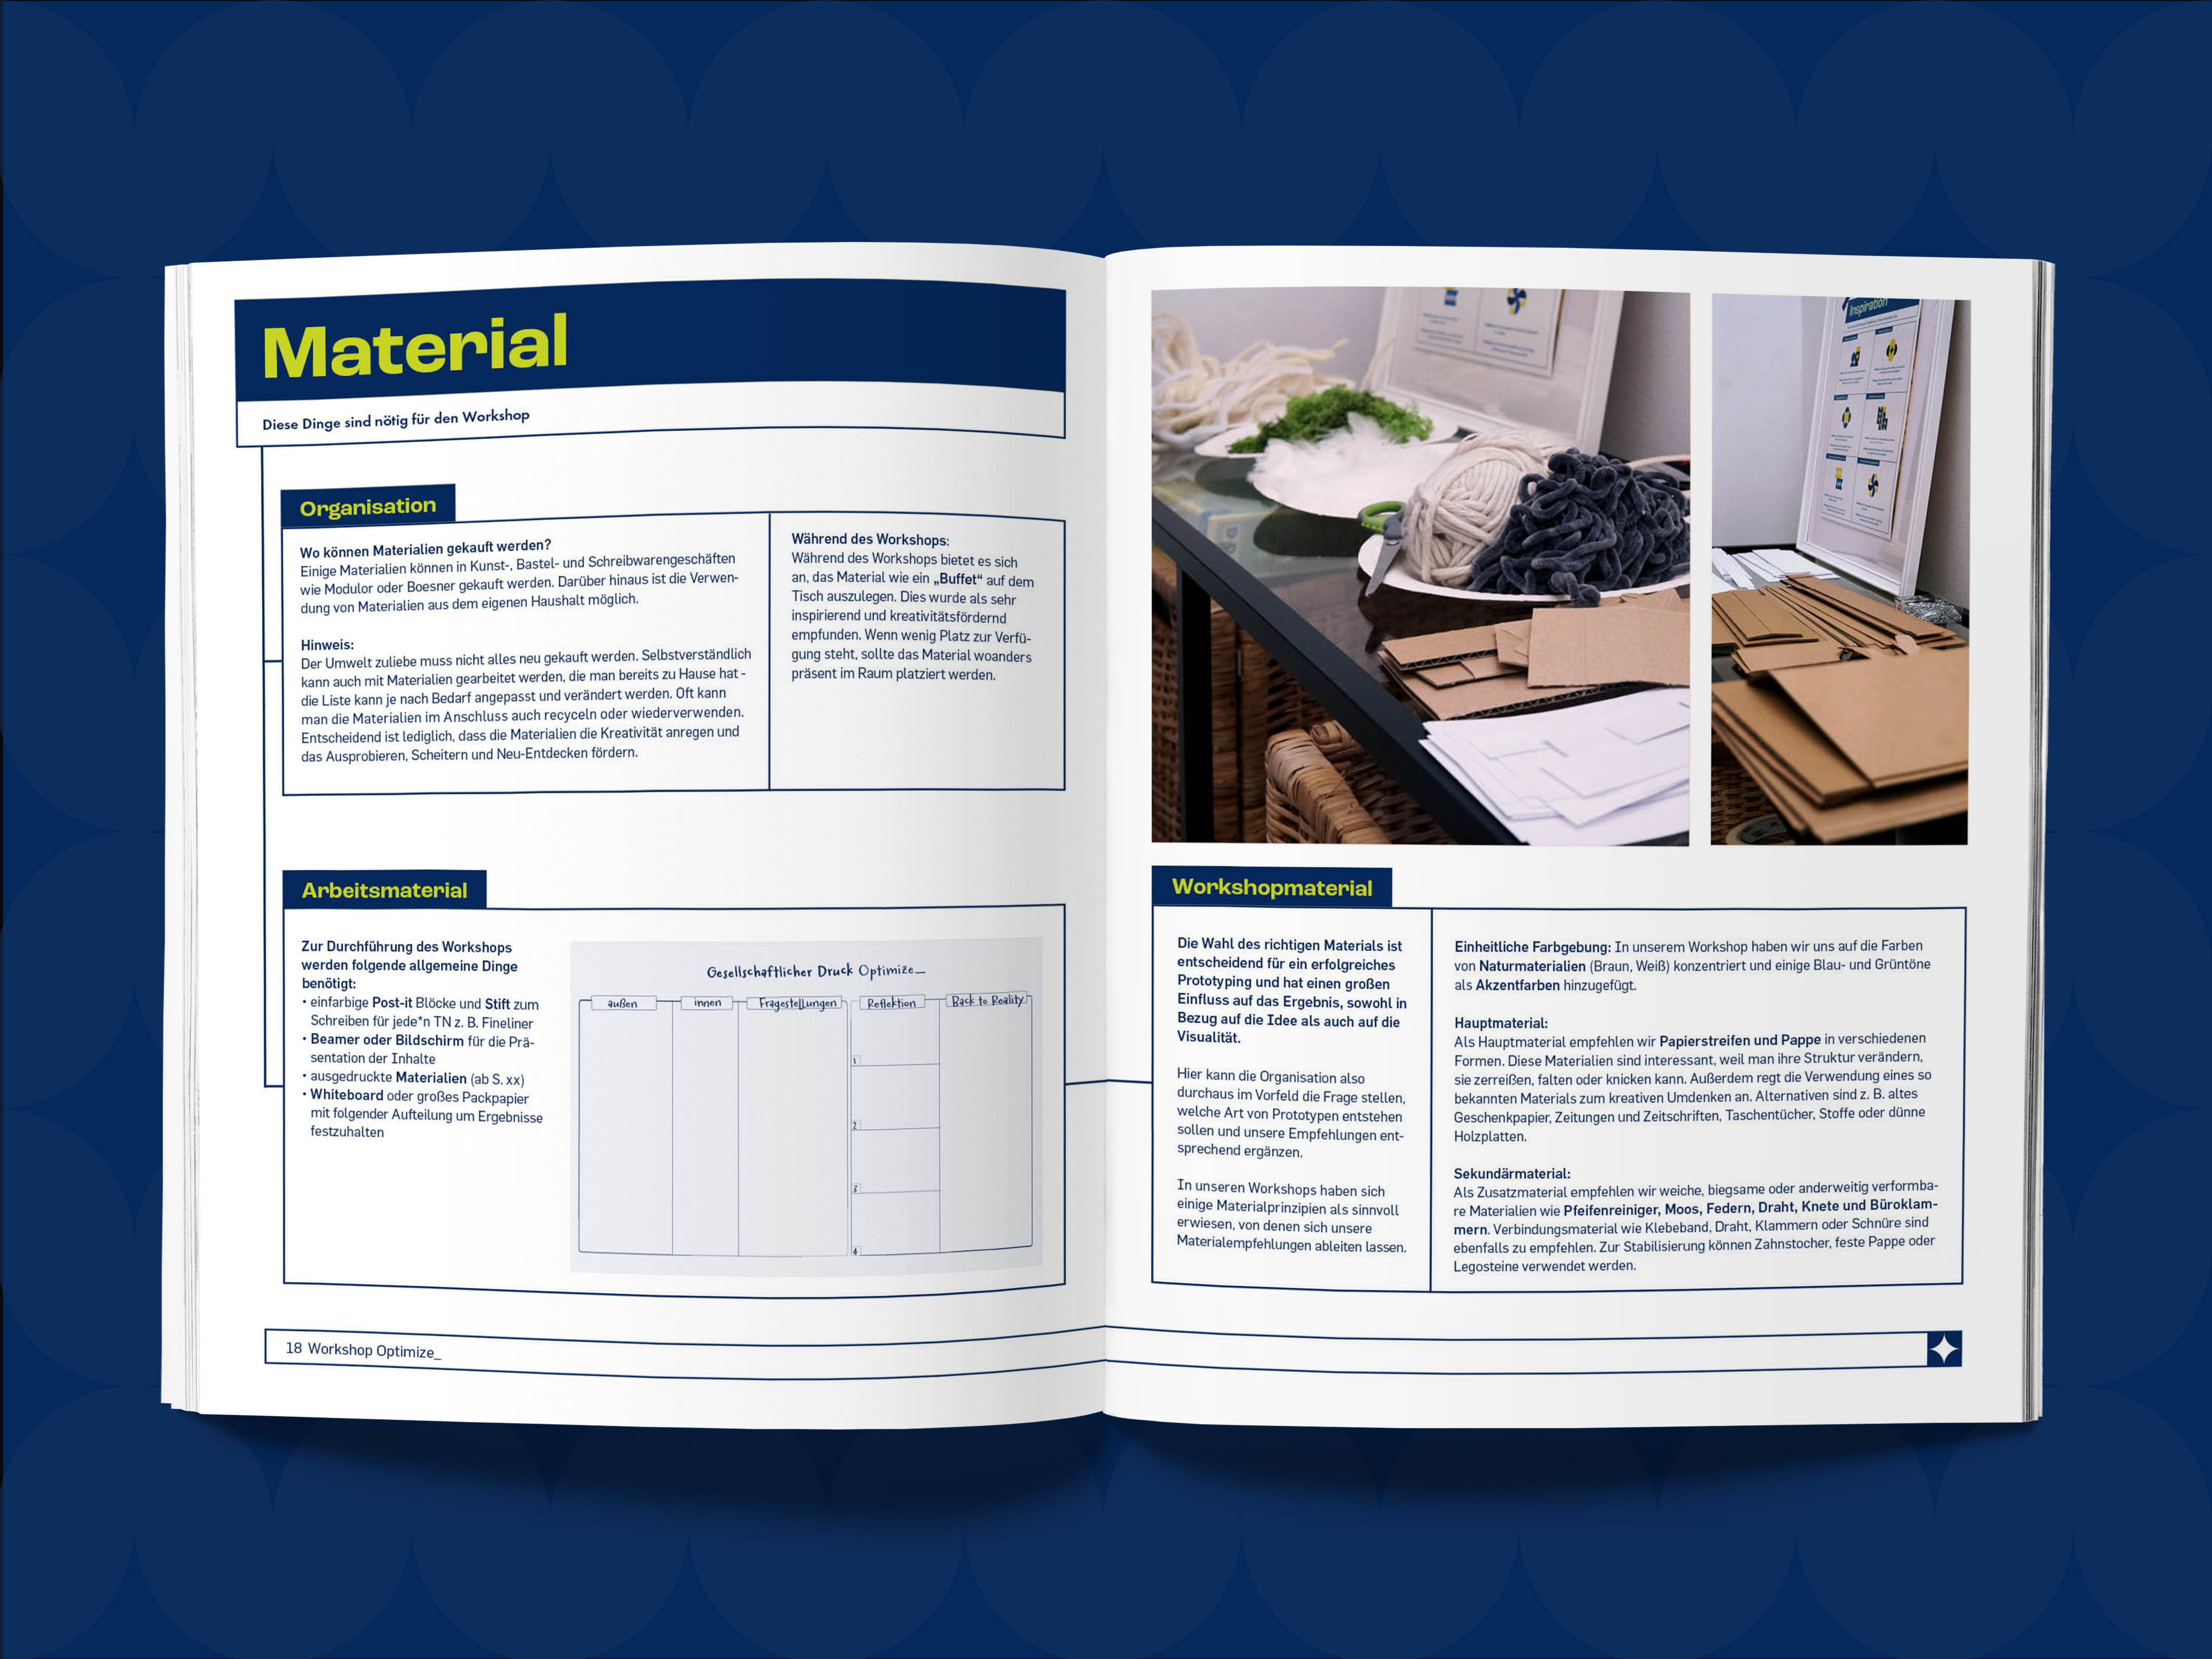 Material
Diese Dinge sind nötig für den Workshop
Organisation
Wo können Materialien gekauft werden?
Einige Materialien können in Kunst-, Bastel- und Schreibwarengeschäften
wie Modulor oder Boesner gekauft werden. Darüber hinaus ist die Verwen-
dung von Materialien aus dem eigenen Haushalt möglich.
Hinweis:
Der Umwelt zuliebe muss nicht alles neu gekauft werden. Selbstverständlich
kann auch mit Materialien gearbeitet werden, die man bereits zu Hause hat -
die Liste kann je nach Bedarf angepasst und verändert werden. Oft kann
man die Materialien im Anschluss auch recyceln oder wiederverwenden.
Entscheidend ist lediglich, dass die Materialien die Kreativität anregen und
das Ausprobieren, Scheitern und Neu-Entdecken fördern.
Während des Workshops:
Während des Workshops bietet es sich
an, das Material wie ein „Buffet“ auf dem
Tisch auszulegen. Dies wurde als sehr
inspirierend und kreativitätsfördernd
empfunden. Wenn wenig Platz zur Verfü-
gung steht, sollte das Material woanders
präsent im Raum platziert werden.
Arbeitsmaterial
Zur Durchführung des Workshops
werden folgende allgemeine Dinge
benötigt:
• einfarbige Post-it Blöcke und Stift zum
Schreiben für jede*n TN z. B. Fineliner
• Beamer oder Bildschirm für die Prä-
sentation der Inhalte
• ausgedruckte Materialien (ab S. xx)
• Whiteboard oder großes Packpapier
mit folgender Aufteilung um Ergebnisse
festzuhalten
Gesellschaftlicher Druck Optimize_
außen innen Fragestellungen Reflektion Back to Reality
1
2
3
4
18 Workshop Optimize_
Inspiration
Workshopmaterial
Die Wahl des richtigen Materials ist
entscheidend für ein erfolgreiches
Prototyping und hat einen großen
Einfluss auf das Ergebnis, sowohl in
Bezug auf die Idee als auch auf die
Visualität.
Hier kann die Organisation also
durchaus im Vorfeld die Frage stellen,
welche Art von Prototypen entstehen
sollen und unsere Empfehlungen ent-
sprechend ergänzen.
In unseren Workshops haben sich
einige Materialprinzipien als sinnvoll
erwiesen, von denen sich unsere
Materialempfehlungen ableiten lassen.
Einheitliche Farbgebung: In unserem Workshop haben wir uns auf die Farben
von Naturmaterialien (Braun, Weiß) konzentriert und einige Blau- und Grüntöne
als Akzentfarben hinzugefügt.
Hauptmaterial:
Als Hauptmaterial empfehlen wir Papierstreifen und Pappe in verschiedenen
Formen. Diese Materialien sind interessant, weil man ihre Struktur verändern,
sie zerreißen, falten oder knicken kann. Außerdem regt die Verwendung eines so
bekannten Materials zum kreativen Umdenken an. Alternativen sind z. B. altes
Geschenkpapier, Zeitungen und Zeitschriften, Taschentücher, Stoffe oder dünne
Holzplatten.
Sekundärmaterial:
Als Zusatzmaterial empfehlen wir weiche, biegsame oder anderweitig verformba-
re Materialien wie Pfeifenreiniger, Moos, Federn, Draht, Knete und Büroklam-
mern. Verbindungsmaterial wie Klebeband, Draht, Klammern oder Schnüre sind
ebenfalls zu empfehlen. Zur Stabilisierung können Zahnstocher, feste Pappe oder
Legosteine verwendet werden.